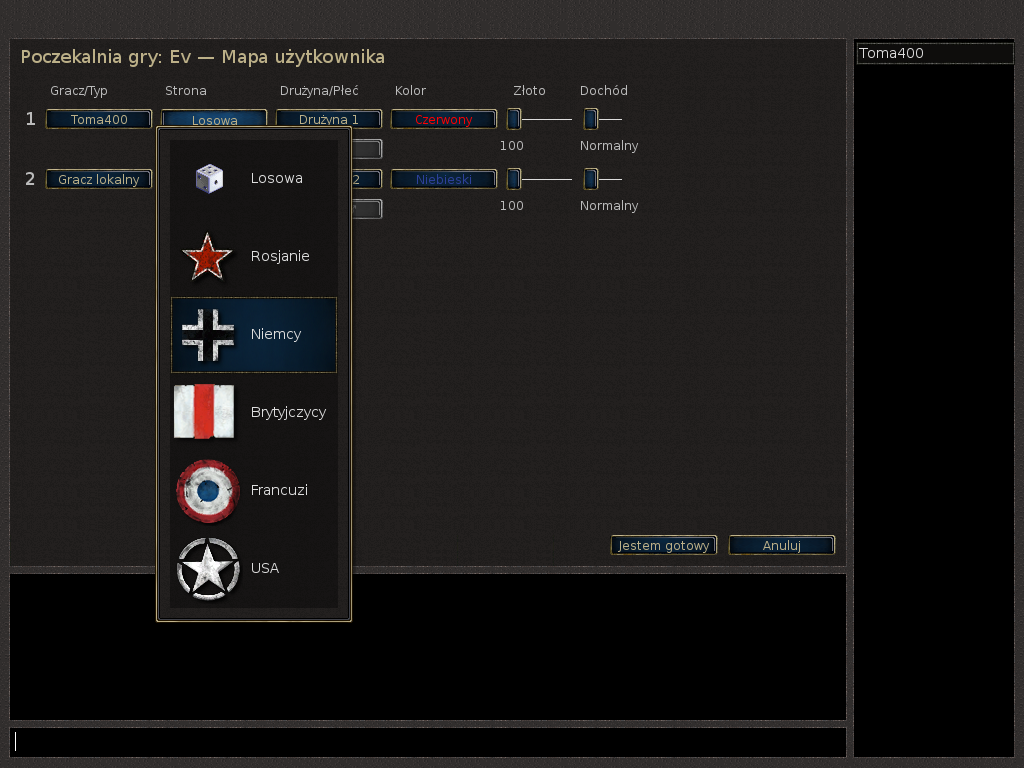 Poczekalnia gry: Ev — Mapa użytkownika
Toma400
Gracz/Typ Strona Drużyna/Płeć Kolor Złoto Dochód
1 Toma400 Losowa Drużyna 1 Czerwony
100 Normalny
2 Gracz lokalny 2 Niebieski
100 Normalny
Losowa
Rosjanie
Niemcy
Brytyjczycy
Francuzi
USA
Jestem gotowy Anuluj